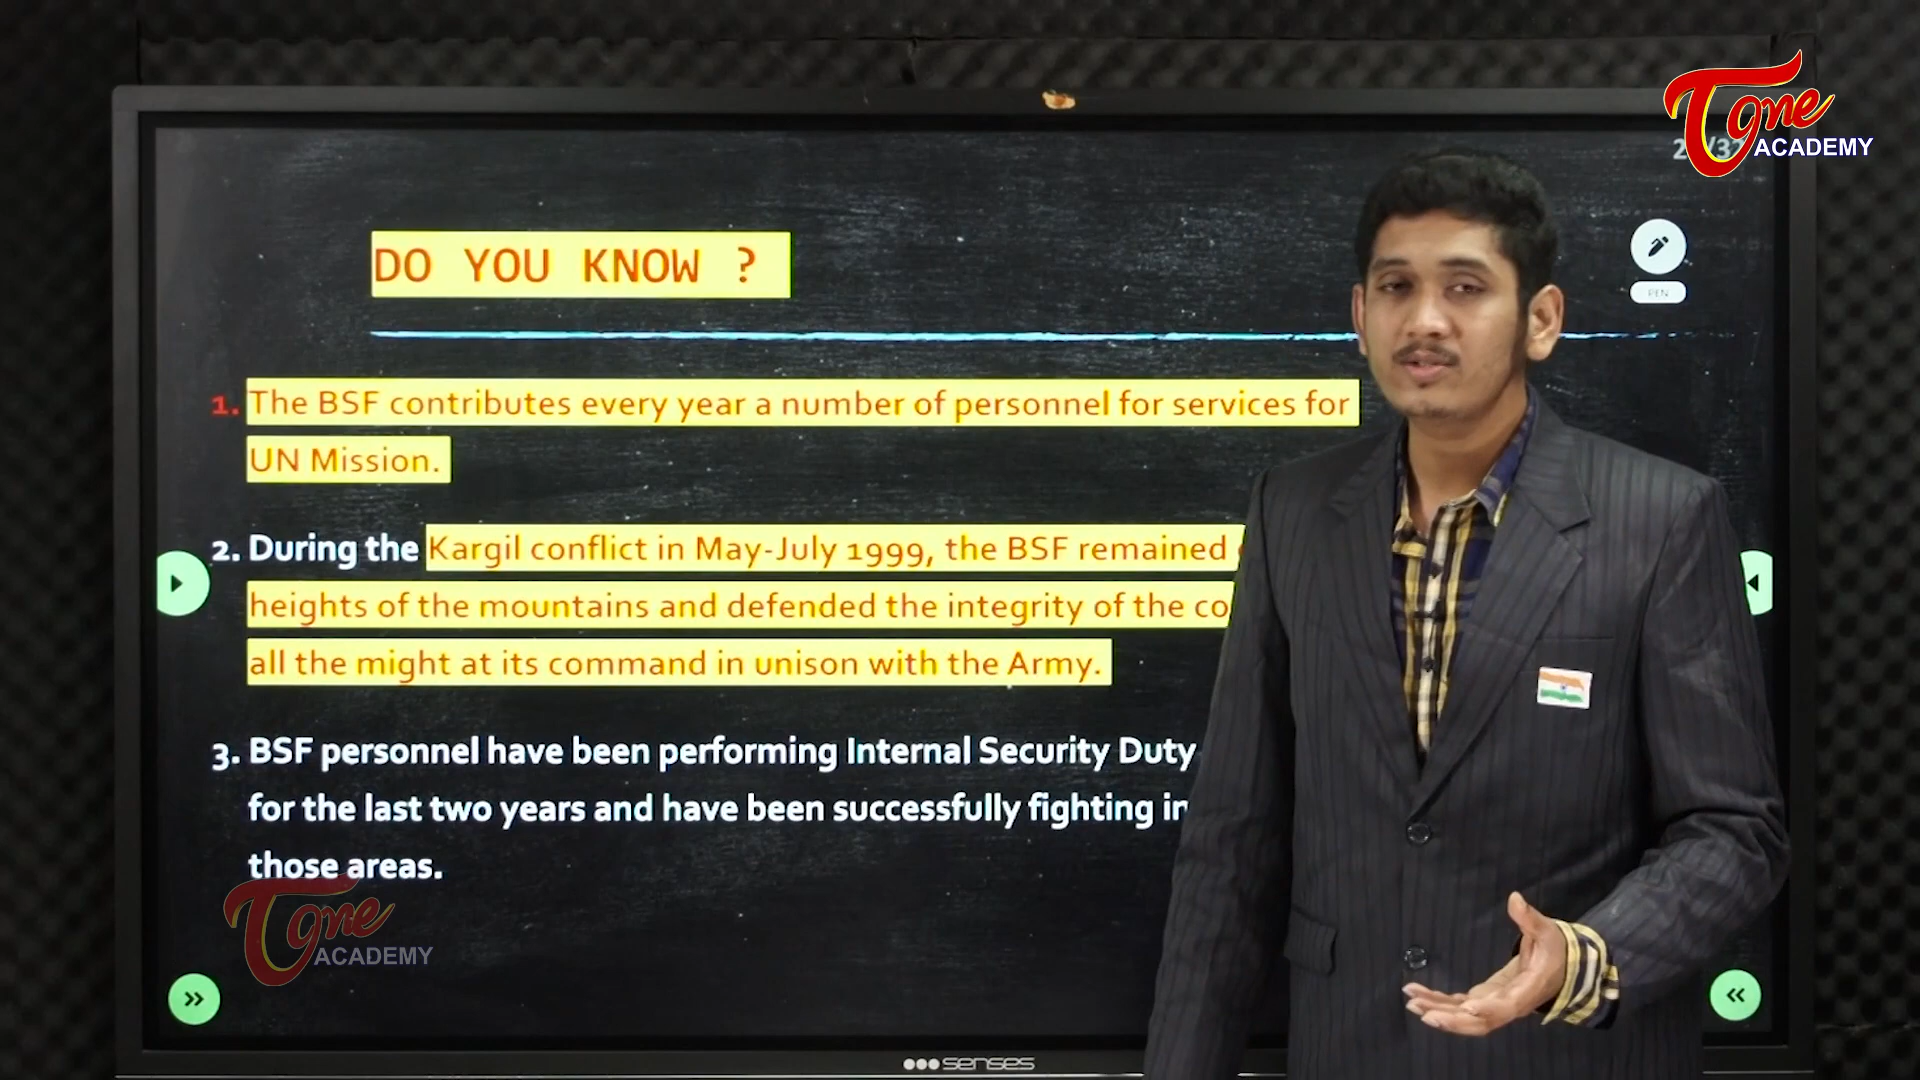 Tone
ACADEMY
DO YOU KNOW ?
PEN
1. The BSF contributes every year a number of personnel for services for
UN Mission.
2. During the Kargil conflict in May-July 1999, the BSF remained
heights of the mountains and defended the integrity of the
all the might at its command in unison with the Army.
3. BSF personnel have been performing Internal Security Duty
for the last two years and have been successfully fighting
those areas.
Tone
ACADEMY
senses